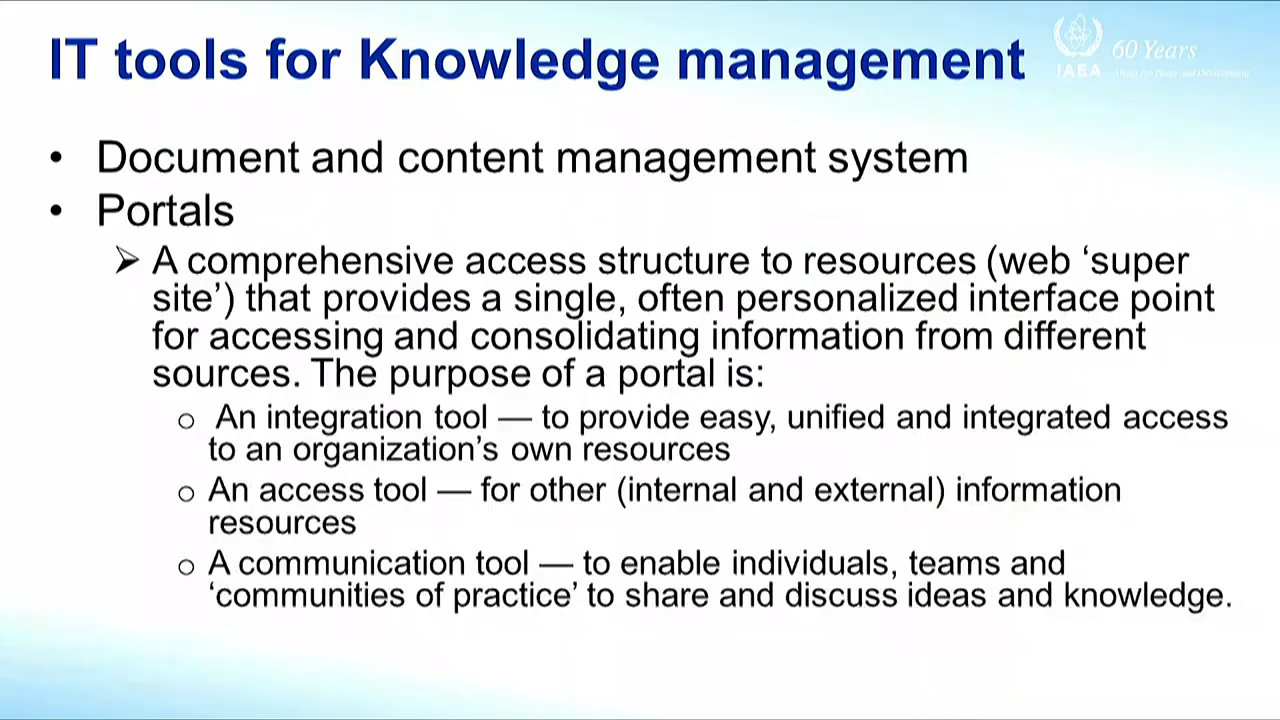 IT tools for Knowledge management
60 Years
IAEA
• Document and content management system
• Portals
➢ A comprehensive access structure to resources (web ‘super
site’) that provides a single, often personalized interface point
for accessing and consolidating information from different
sources. The purpose of a portal is:
o An integration tool — to provide easy, unified and integrated access
to an organization’s own resources
o An access tool — for other (internal and external) information
resources
o A communication tool — to enable individuals, teams and
‘communities of practice’ to share and discuss ideas and knowledge.